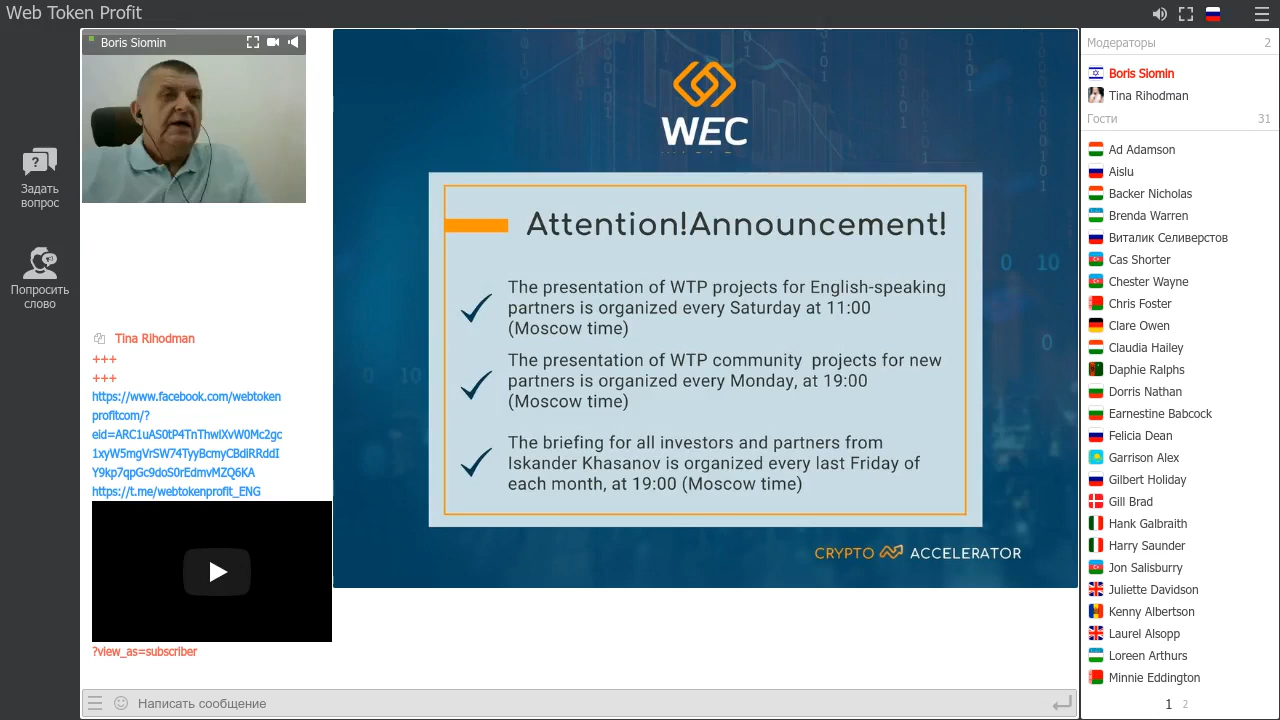 Web Token Profit
Boris Slomin
Задать
вопрос
Попросить
слово
Tina Rihodman
+++
+++
https://www.facebook.com/webtoken
profitcom/?
eid=ARC1uAS0tP4TnThwlXvW0Mc2gc
1xyW5mgVrSW74TyyBcmyCBdlRRddI
Y9kp7qpGc9doS0rEdmvMZQ6KA
https://t.me/webtokenprofit_ENG
?view_as=subscriber
Написать сообщение
WEC
Attention!Announcement!
The presentation of WTP projects for English-speaking
partners is organized every Saturday at 11:00
(Moscow time)
The presentation of WTP community projects for new
partners is organized every Monday, at 19:00
(Moscow time)
The briefing for all investors and partners from
Iskander Khasanov is organized every last Friday of
each month, at 19:00 (Moscow time)
CRYPTO ACCELERATOR
Модераторы 2
Boris Slomin
Tina Rihodman
Гости 31
Ad Adamson
Aislu
Backer Nicholas
Brenda Warren
Виталик Селиверстов
Cas Shorter
Chester Wayne
Chris Foster
Clare Owen
Claudia Hailey
Daphie Ralphs
Dorris Nathan
Earnestine Babcock
Felicia Dean
Garrison Alex
Gilbert Holiday
Gill Brad
Hank Galbraith
Harry Saunder
Jon Salisburry
Juliette Davidson
Kenny Albertson
Laurel Alsopp
Loreen Arthurs
Minnie Eddington
1 2